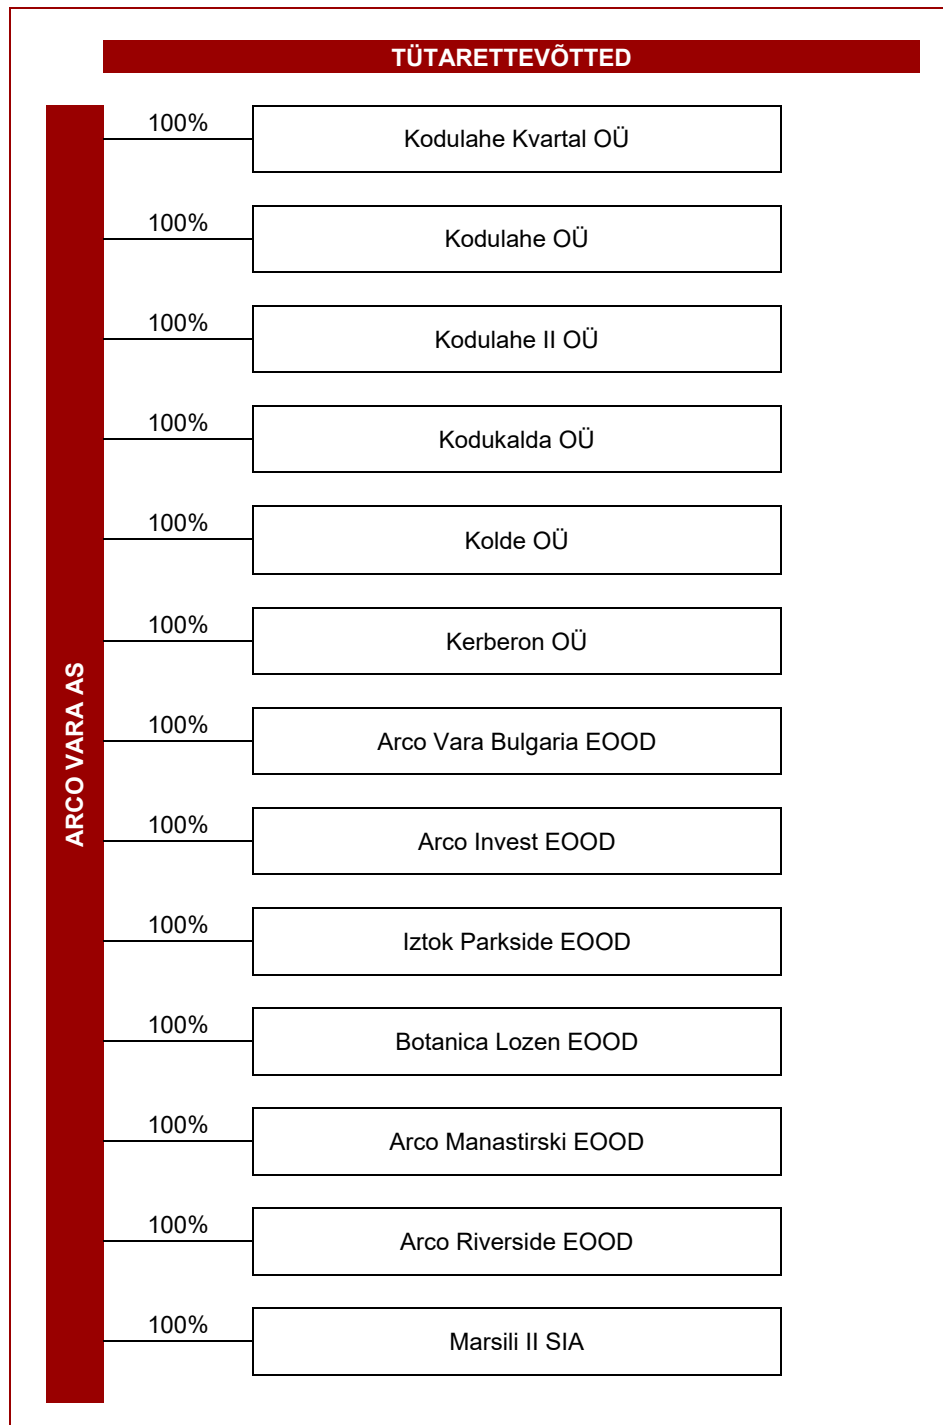 TÜTARETTEVÕTTED
ARCO VARA AS
100%
Kodulahe Kvartal OÜ
100%
Kodulahe OÜ
100%
Kodulahe II OÜ
100%
Kodukalda OÜ
100%
Kolde OÜ
100%
Kerberon OÜ
100%
Arco Vara Bulgaria EOOD
100%
Arco Invest EOOD
100%
Iztok Parkside EOOD
100%
Botanica Lozen EOOD
100%
Arco Manastirski EOOD
100%
Arco Riverside EOOD
100%
Marsili II SIA